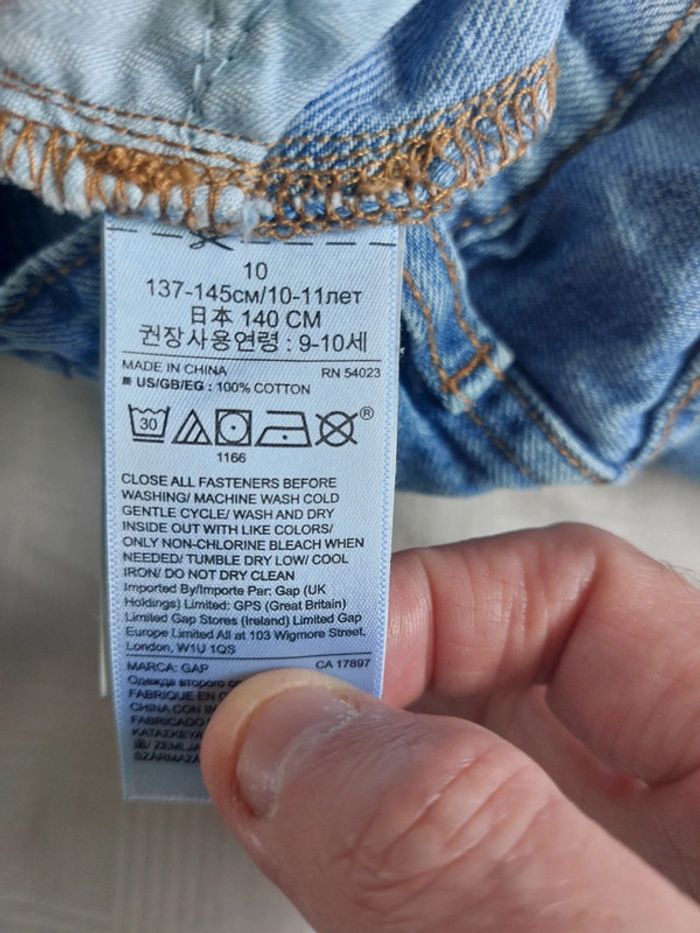 10
137-145см/10-11лет
日本 140 CM
권장사용연령 : 9-10세
MADE IN CHINA RN 54023
US/GB/EG : 100% COTTON
30 ®
1166
CLOSE ALL FASTENERS BEFORE
WASHING/ MACHINE WASH COLD
GENTLE CYCLE/ WASH AND DRY
INSIDE OUT WITH LIKE COLORS/
ONLY NON-CHLORINE BLEACH WHEN
NEEDED/ TUMBLE DRY LOW/ COOL
IRON/ DO NOT DRY CLEAN
Imported By/Importe Par: Gap (UK
Holdings) Limited: GPS (Great Britain)
Limited Gap Stores (Ireland) Limited Gap
Europe Limited All at 103 Wigmore Street,
London, W1U 1QS
MARCA: GAP CA 17897
Одежда второго
FABRIQUE EN
CHINA CON
FABRICADO
ZEMLJA